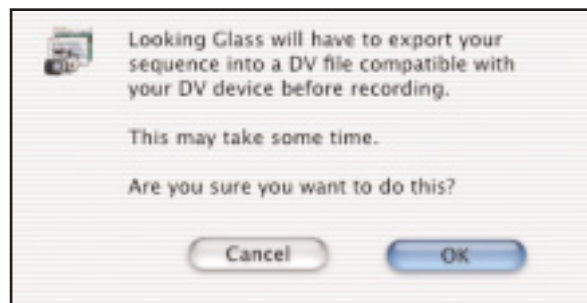 Looking Glass will have to export your
sequence into a DV file compatible with
your DV device before recording.
This may take some time.
Are you sure you want to do this?
Cancel OK